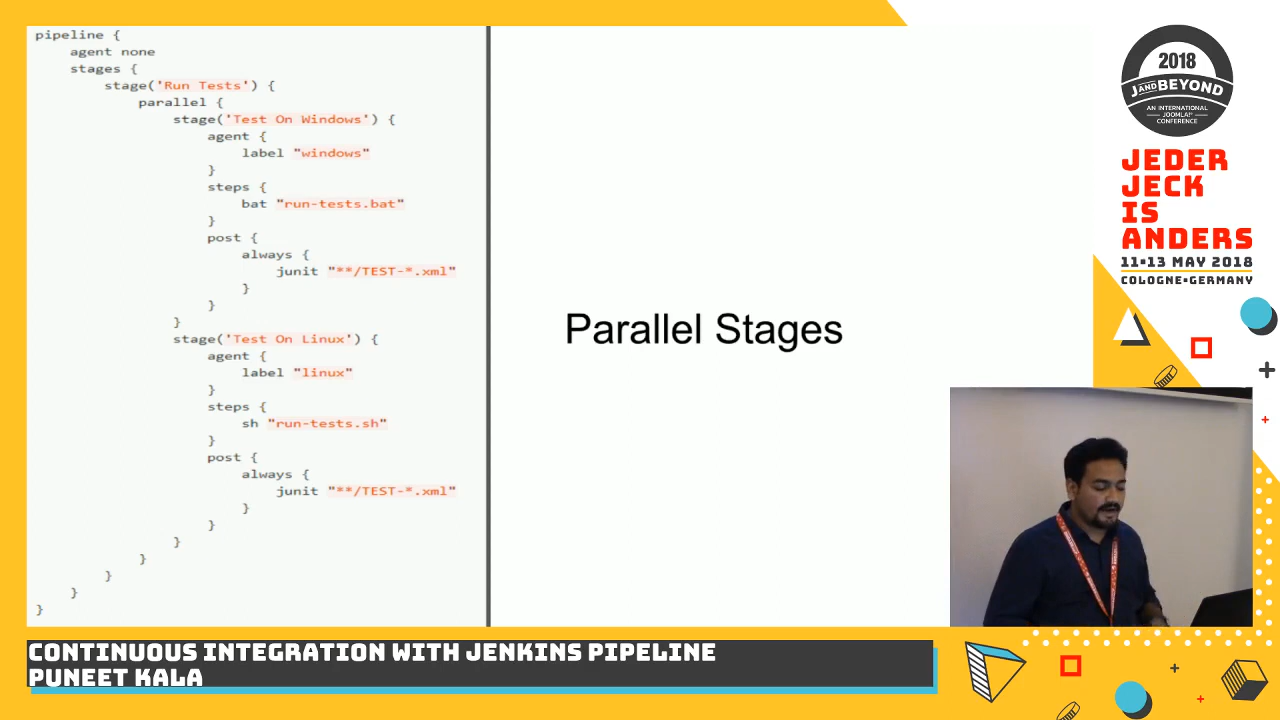 pipeline {
agent none
stages {
stage('Run Tests') {
parallel {
stage('Test On Windows') {
agent {
label "windows"
}
steps {
bat "run-tests.bat"
}
post {
always {
junit "**/TEST-*.xml"
}
}
}
stage('Test On Linux') {
agent {
label "linux"
}
steps {
sh "run-tests.sh"
}
post {
always {
junit "**/TEST-*.xml"
}
}
}
}
}
}
}
Parallel Stages
2018
J AND BEYOND
AN INTERNATIONAL
JOOMLA!
CONFERENCE
JEDER
JECK
IS
ANDERS
11-13 MAY 2018
COLOGNE•GERMANY
CONTINUOUS INTEGRATION WITH JENKINS PIPELINE
PUNEET KALA